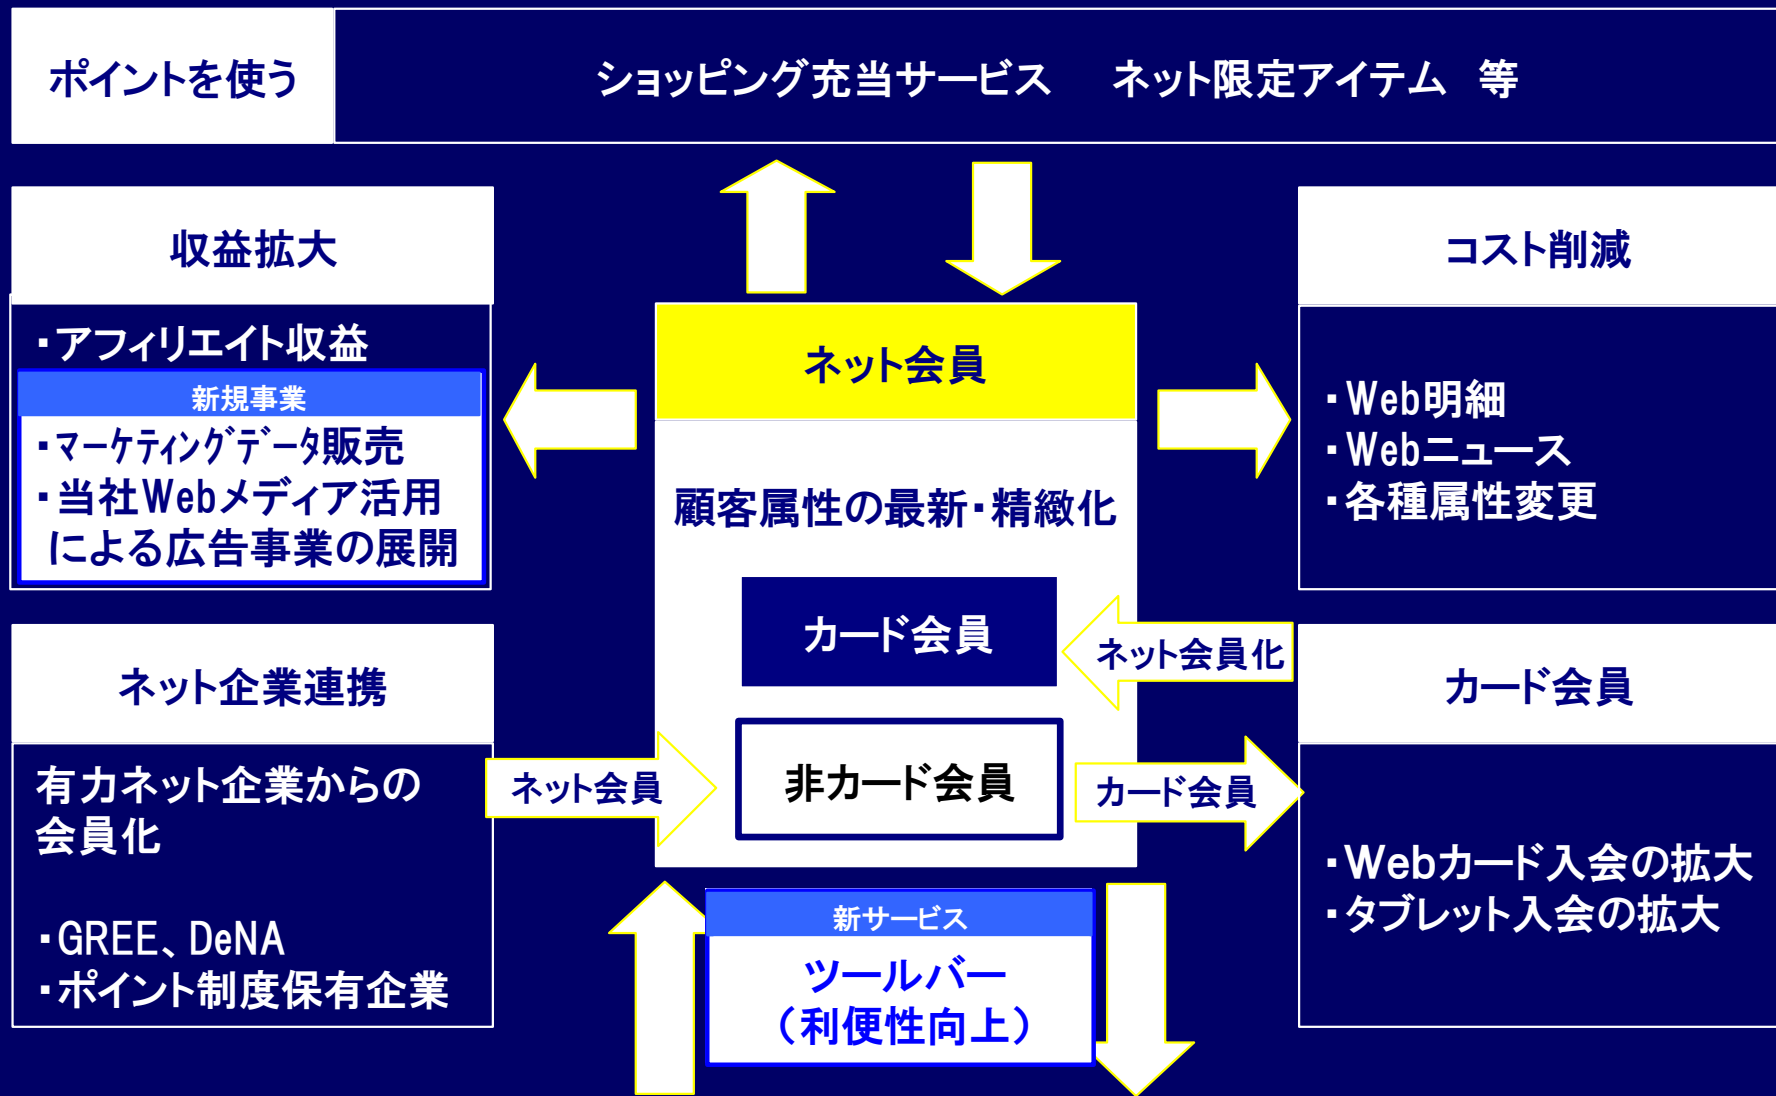 ポイントを使う
ショッピング充当サービス　ネット限定アイテム　等
収益拡大
・アフィリエイト収益
新規事業
・マーケティングデータ販売
・当社Webメディア活用
による広告事業の展開
ネット会員
顧客属性の最新・精緻化
カード会員
非カード会員
コスト削減
・Web明細
・Webニュース
・各種属性変更
ネット会員化
ネット企業連携
有力ネット企業からの
会員化
・GREE、DeNA
・ポイント制度保有企業
ネット会員
カード会員
カード会員
・Webカード入会の拡大
・タブレット入会の拡大
新サービス
ツールバー
（利便性向上）